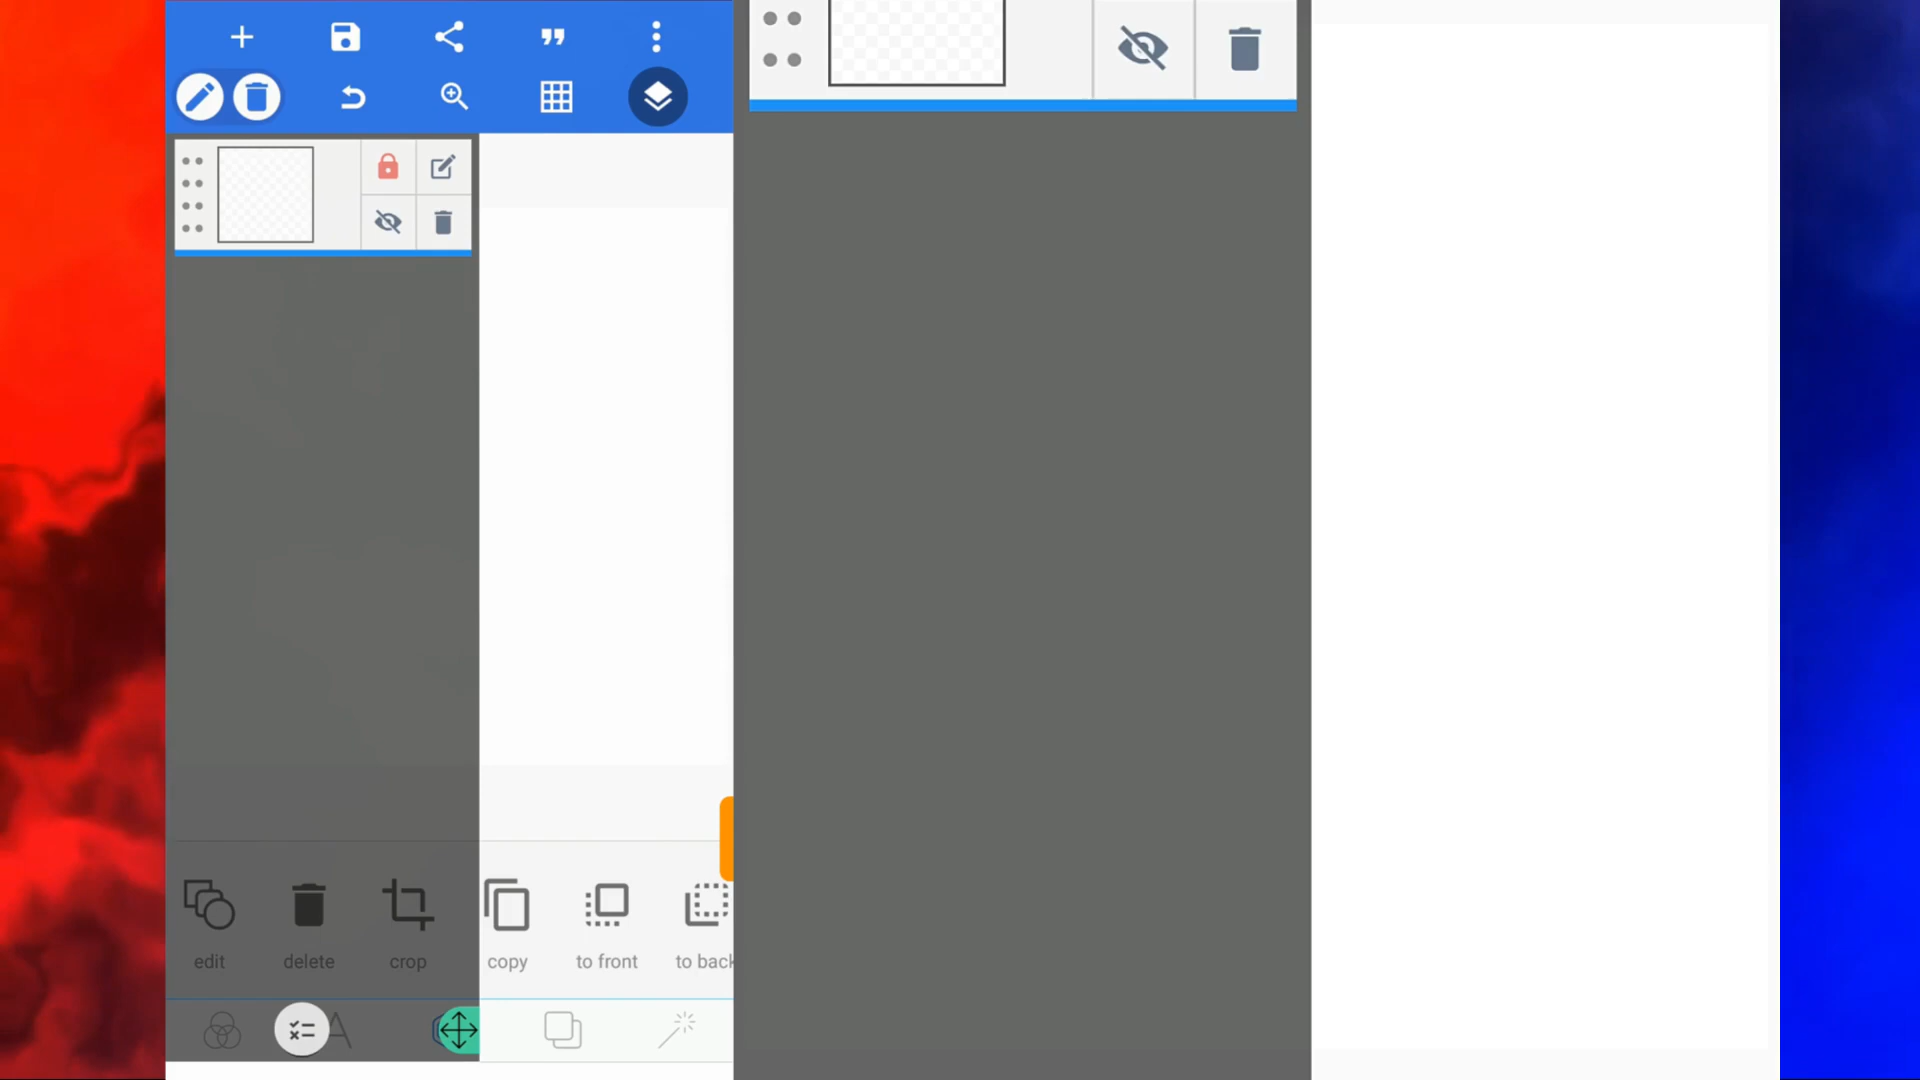 edit
delete
crop
copy
to front
to back